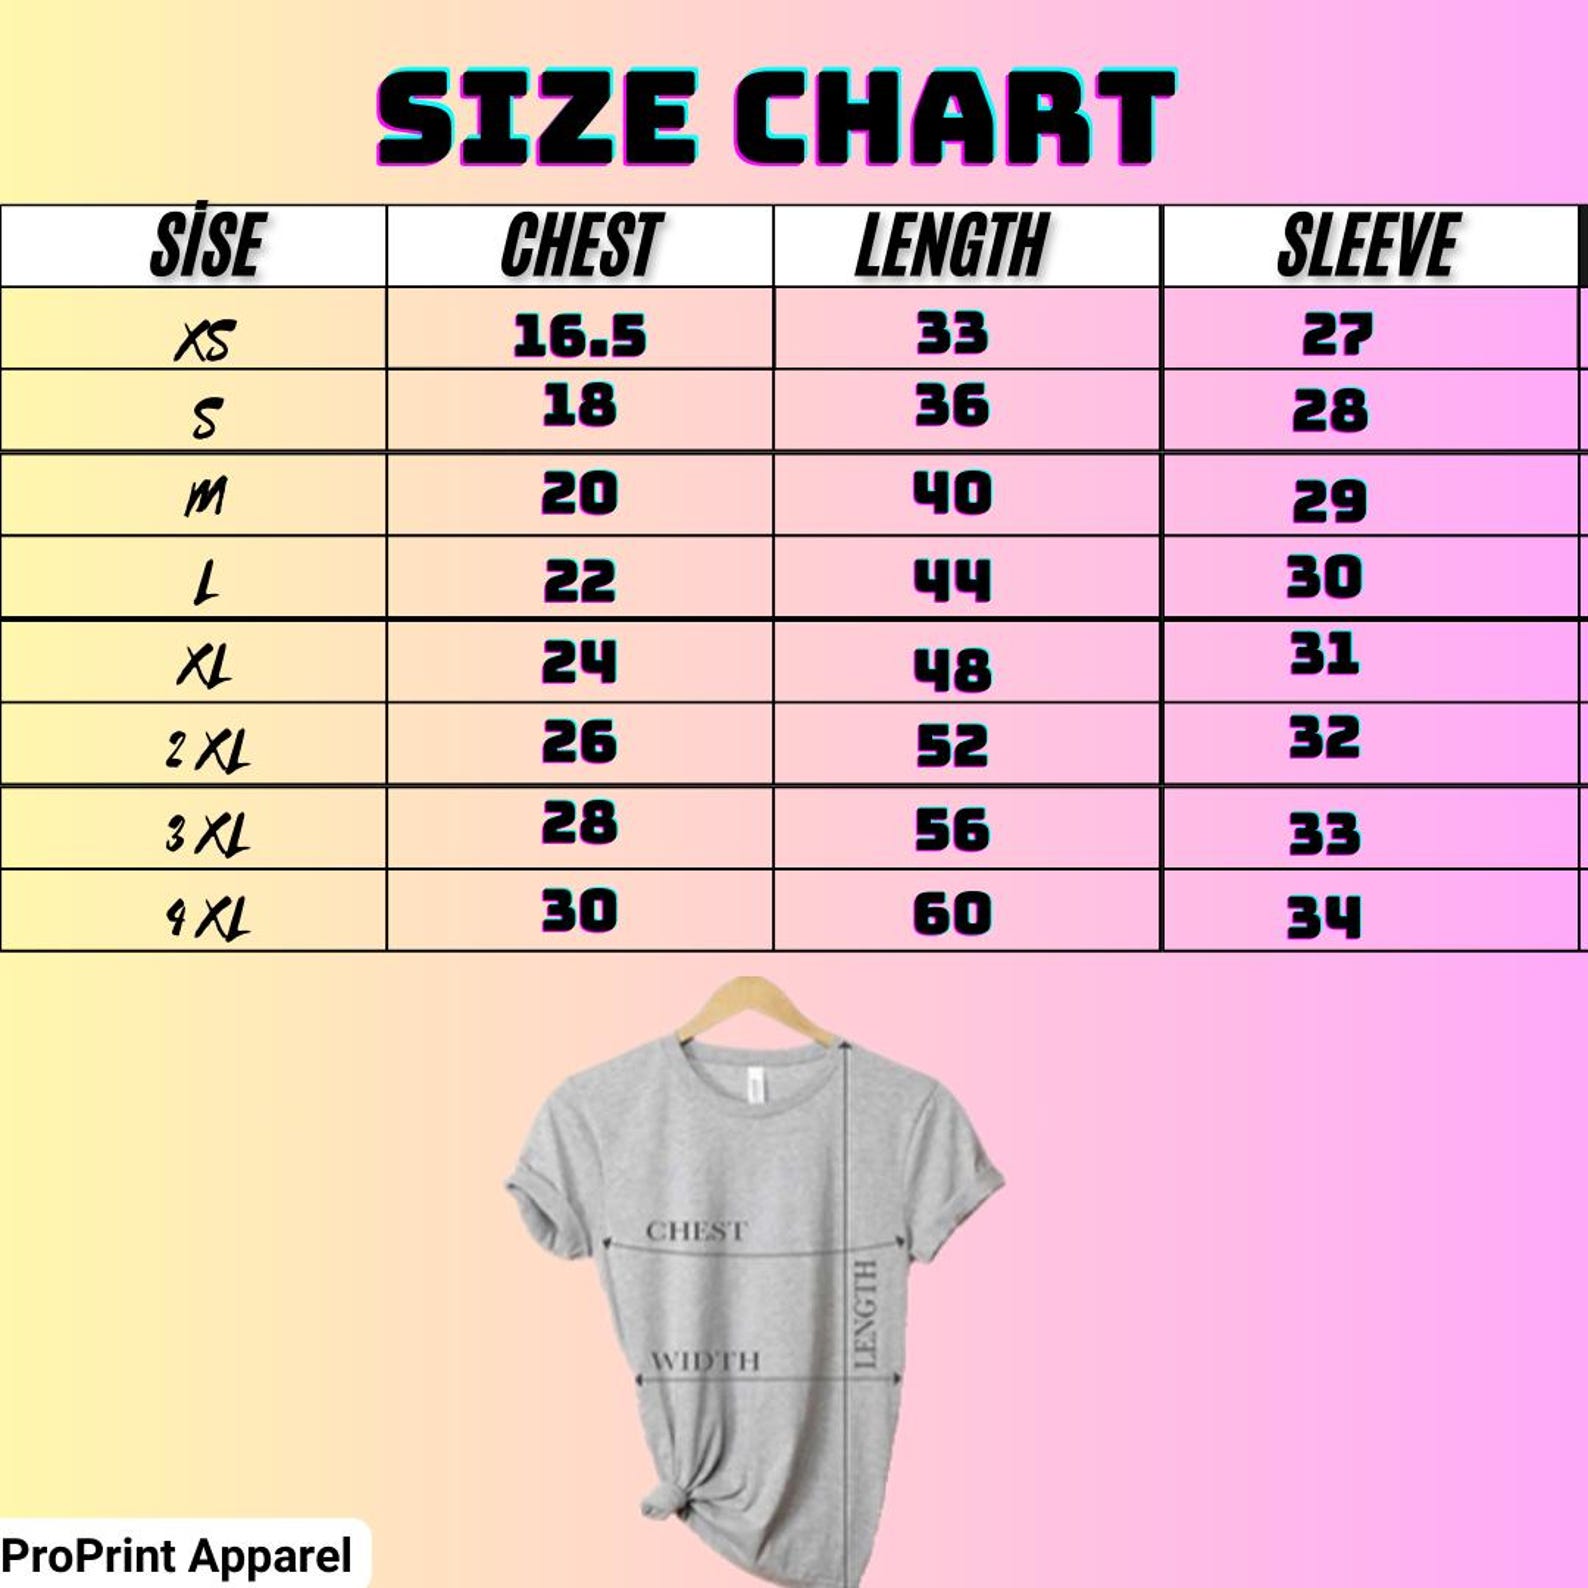 SIZE CHART
SİSE CHEST LENGTH SLEEVE
XS 16.5 33 27
S 18 36 28
M 20 40 29
L 22 44 30
XL 24 48 31
2 XL 26 52 32
3 XL 28 56 33
4 XL 30 60 34
CHEST
LENGTH
WIDTH
ProPrint Apparel